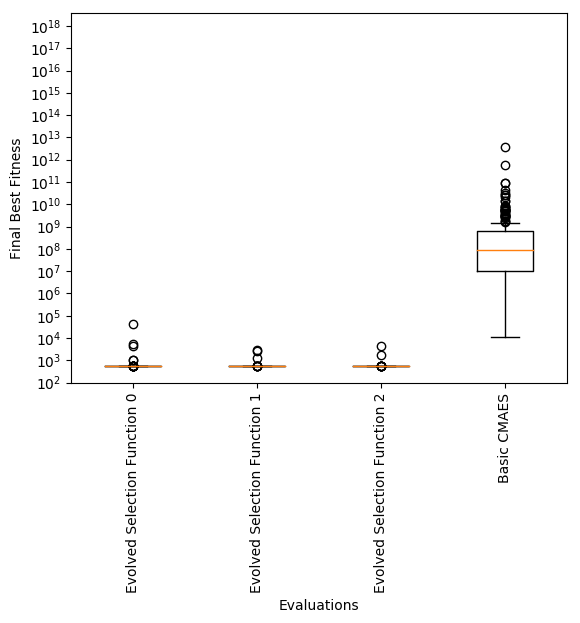 10^18
10^17
10^16
10^15
10^14
10^13
10^12
10^11
10^10
10^9
10^8
10^7
10^6
10^5
10^4
10^3
10^2
Final Best Fitness
Evolved Selection Function 0
Evolved Selection Function 1
Evolved Selection Function 2
Basic CMAES
Evaluations